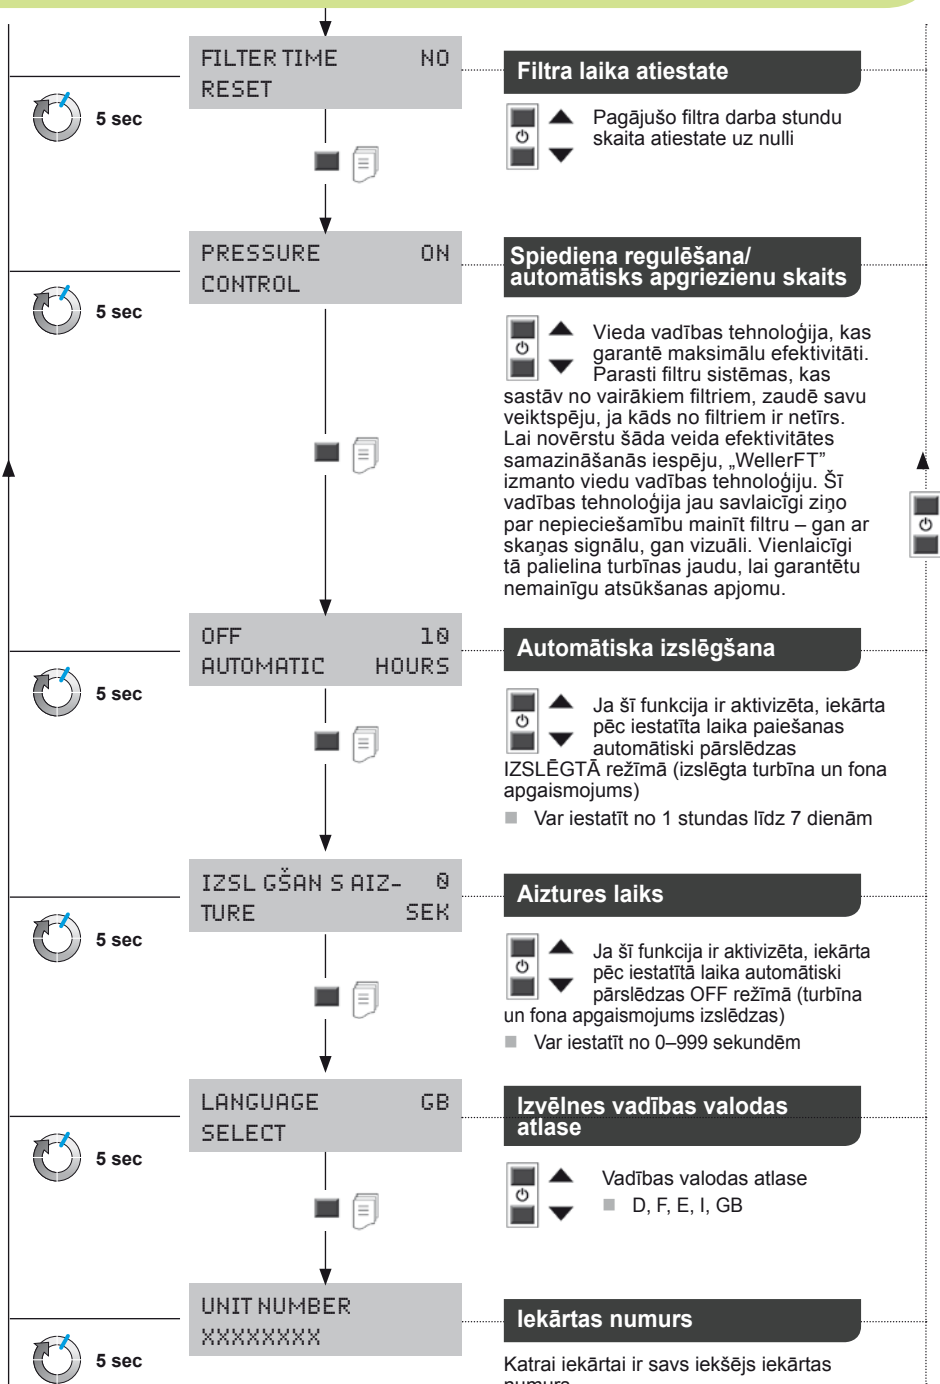 FILTER TIME NO
RESET
Filtra laika atiestate
5 sec
Pagājušo filtra darba stundu
skaita atiestate uz nulli
PRESSURE ON
CONTROL
Spiediena regulēšana/
automātisks apgriezienu skaits
5 sec
Vieda vadības tehnoloģija, kas
garantē maksimālu efektivitāti.
Parasti filtru sistēmas, kas
sastāv no vairākiem filtriem, zaudē savu
veiktspēju, ja kāds no filtriem ir netīrs.
Lai novērstu šāda veida efektivitātes
samazināšanās iespēju, „WellerFT”
izmanto viedu vadības tehnoloģiju. Šī
vadības tehnoloģija jau savlaicīgi ziņo
par nepieciešamību mainīt filtru – gan ar
skaņas signālu, gan vizuāli. Vienlaicīgi
tā palielina turbīnas jaudu, lai garantētu
nemainīgu atsūkšanas apjomu.
OFF 10
AUTOMATIC HOURS
Automātiska izslēgšana
5 sec
Ja šī funkcija ir aktivizēta, iekārta
pēc iestatīta laika paiešanas
automātiski pārslēdzas
IZSLĒGTĀ režīmā (izslēgta turbīna un fona
apgaismojums)
Var iestatīt no 1 stundas līdz 7 dienām
IZSL GŠAN S AIZ- 0
TURE SEK
Aiztures laiks
5 sec
Ja šī funkcija ir aktivizēta, iekārta
pēc iestatītā laika automātiski
pārslēdzas OFF režīmā (turbīna
un fona apgaismojums izslēdzas)
Var iestatīt no 0–999 sekundēm
LANGUAGE GB
SELECT
Izvēlnes vadības valodas
atlase
5 sec
Vadības valodas atlase
D, F, E, I, GB
UNIT NUMBER
XXXXXXXX
Iekārtas numurs
5 sec
Katrai iekārtai ir savs iekšējs iekārtas